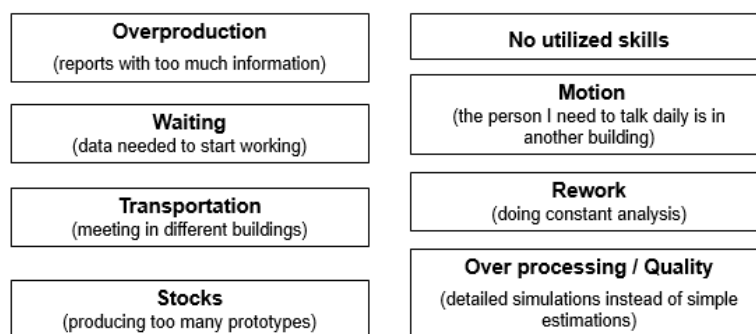 Overproduction
(reports with too much information)
Waiting
(data needed to start working)
Transportation
(meeting in different buildings)
Stocks
(producing too many prototypes)
No utilized skills
Motion
(the person I need to talk daily is in
another building)
Rework
(doing constant analysis)
Over processing / Quality
(detailed simulations instead of simple
estimations)